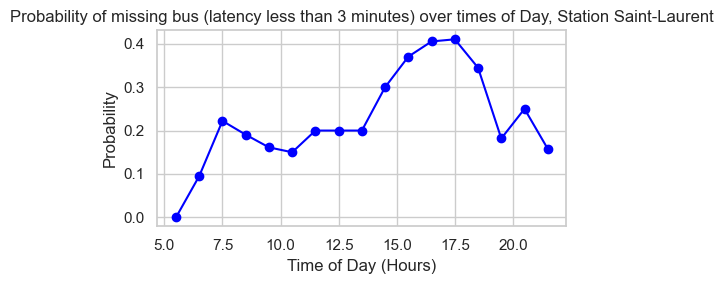 Probability of missing bus (latency less than 3 minutes) over times of Day, Station Saint-Laurent
0.4
0.3
0.2
0.1
0.0
Probability
5.0 7.5 10.0 12.5 15.0 17.5 20.0
Time of Day (Hours)